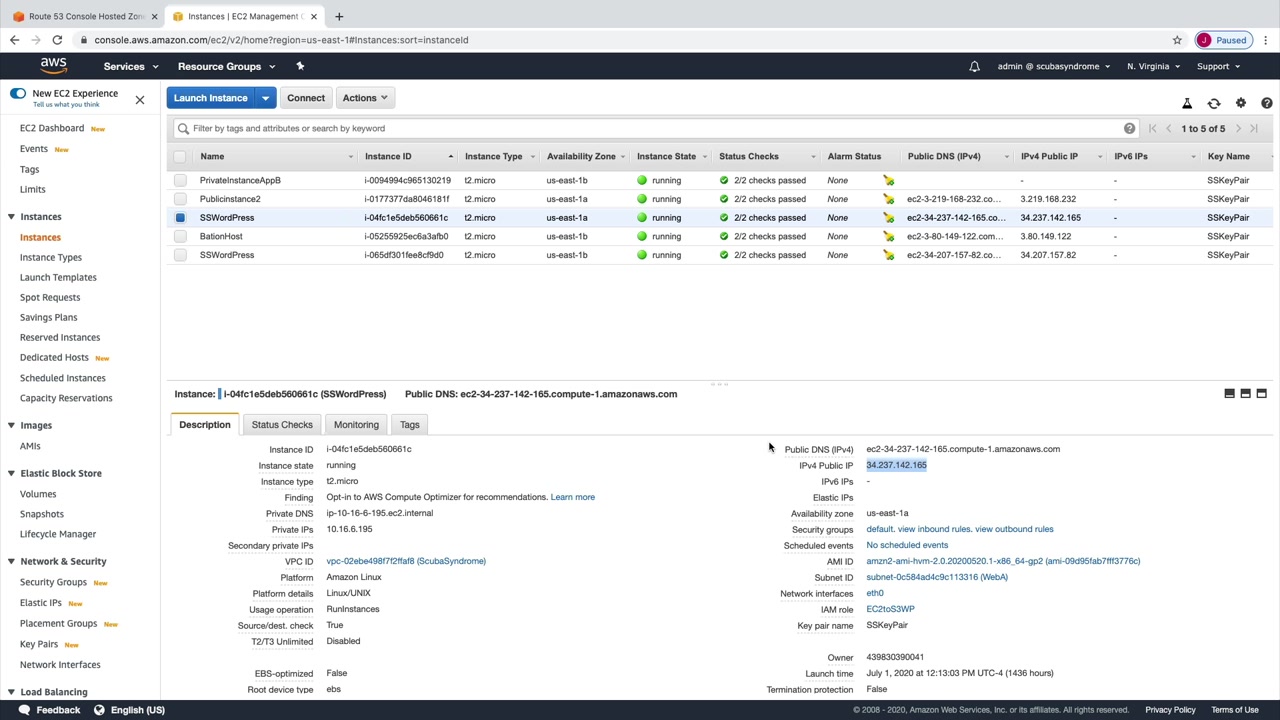 Route 53 Console Hosted Zon
Instances | EC2 Management C
console.aws.amazon.com/ec2/v2/home?region=us-east-1#Instances:sort=instanceId
J Paused
aws Services Resource Groups admin @ scubasyndrome N. Virginia Support
New EC2 Experience
Tell us what you think
EC2 Dashboard New
Events New
Tags
Limits
Instances
Instances
Instance Types
Launch Templates
Spot Requests
Savings Plans
Reserved Instances
Dedicated Hosts New
Scheduled Instances
Capacity Reservations
Images
AMIs
Elastic Block Store
Volumes
Snapshots
Lifecycle Manager
Network & Security
Security Groups New
Elastic IPs New
Placement Groups New
Key Pairs New
Network Interfaces
Load Balancing
Launch Instance Connect Actions
Filter by tags and attributes or search by keyword
1 to 5 of 5
Name Instance ID Instance Type Availability Zone Instance State Status Checks Alarm Status Public DNS (IPv4) IPv4 Public IP IPv6 IPs Key Name
PrivateInstanceAppB i-0094994c965130219 t2.micro us-east-1b running 2/2 checks passed None - - SSKeyPair
Publicinstance2 i-0177377da8046181f t2.micro us-east-1a running 2/2 checks passed None ec2-3-219-168-232.co... 3.219.168.232 - SSKeyPair
SSWordPress i-04fc1e5deb560661c t2.micro us-east-1a running 2/2 checks passed None ec2-34-237-142-165.co... 34.237.142.165 - SSKeyPair
BationHost i-05255925ec6a3afb0 t2.micro us-east-1b running 2/2 checks passed None ec2-3-80-149-122.com... 3.80.149.122 - SSKeyPair
SSWordPress i-065df301fee8cf9d0 t2.micro us-east-1b running 2/2 checks passed None ec2-34-207-157-82.co... 34.207.157.82 - SSKeyPair
Instance: i-04fc1e5deb560661c (SSWordPress) Public DNS: ec2-34-237-142-165.compute-1.amazonaws.com
Description Status Checks Monitoring Tags
Instance ID i-04fc1e5deb560661c
Instance state running
Instance type t2.micro
Finding Opt-in to AWS Compute Optimizer for recommendations. Learn more
Private DNS ip-10-16-6-195.ec2.internal
Private IPs 10.16.6.195
Secondary private IPs
VPC ID vpc-02ebe498f7f2ffaf8 (ScubaSyndrome)
Platform Amazon Linux
Platform details Linux/UNIX
Usage operation RunInstances
Source/dest. check True
T2/T3 Unlimited Disabled
EBS-optimized False
Root device type ebs
Public DNS (IPv4) ec2-34-237-142-165.compute-1.amazonaws.com
IPv4 Public IP 34.237.142.165
IPv6 IPs -
Elastic IPs
Availability zone us-east-1a
Security groups default. view inbound rules. view outbound rules
Scheduled events No scheduled events
AMI ID amzn2-ami-hvm-2.0.20200520.1-x86_64-gp2 (ami-09d95fab7fff3776c)
Subnet ID subnet-0c584ad4c9c113316 (WebA)
Network interfaces eth0
IAM role EC2toS3WP
Key pair name SSKeyPair
Owner 439830390041
Launch time July 1, 2020 at 12:13:03 PM UTC-4 (1436 hours)
Termination protection False
Feedback English (US) © 2008 - 2020, Amazon Web Services, Inc. or its affiliates. All rights reserved. Privacy Policy Terms of Use